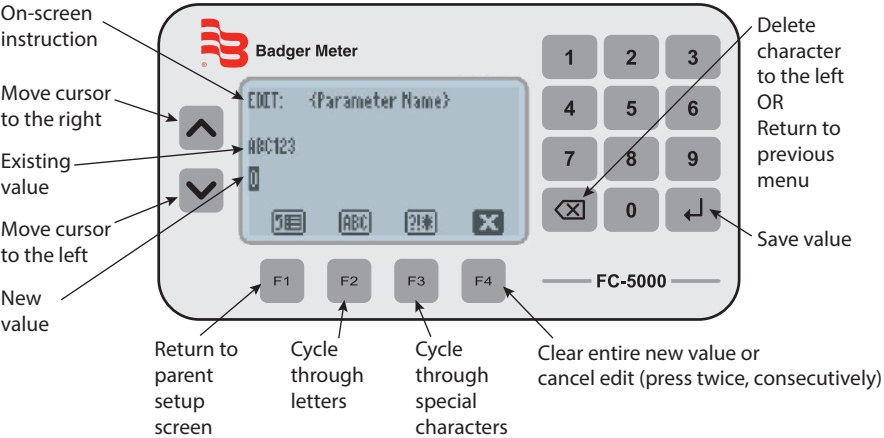 On-screen
instruction
Move cursor
to the right
Existing
value
Move cursor
to the left
New
value
®
Badger Meter
EDIT: <Parameter Name>
ABC123
0
ABC
?!*
X
F1 F2 F3 F4
1 2 3
4 5 6
7 8 9
0
FC-5000
Delete
character
to the left
OR
Return to
previous
menu
Save value
Return to
parent
setup
screen
Cycle
through
letters
Cycle
through
special
characters
Clear entire new value or
cancel edit (press twice, consecutively)